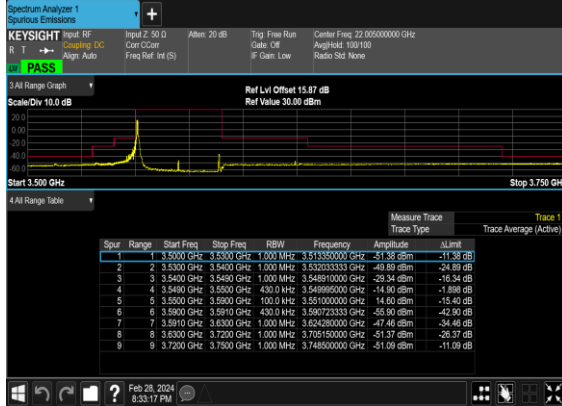 Spectrum Analyzer 1
Spurious Emissions
KEYSIGHT
R T
Input: RF
Coupling: DC
Align: Auto
Input Z: 50 Ω
Corr CCorr
Freq Ref: Int (S)
Atten: 20 dB
Trig: Free Run
Gate: Off
IF Gain: Low
Center Freq: 22.005000000 GHz
Avg|Hold: 100/100
Radio Std: None
PASS
3 All Range Graph
Scale/Div 10.0 dB
Ref Lvl Offset 15.87 dB
Ref Value 30.00 dBm
20.0
0.00
-20.0
-40.0
-60.0
Start 3.500 GHz
Stop 3.750 GH
4 All Range Table
Measure Trace Trace 1
Trace Type Trace Average (Active)
Spur Range Start Freq Stop Freq RBW Frequency Amplitude ΔLimit
1 1 3.5000 GHz 3.5300 GHz 1.000 MHz 3.513350000 GHz -51.38 dBm -11.38 dB
2 2 3.5300 GHz 3.5400 GHz 1.000 MHz 3.532033333 GHz -49.89 dBm -24.89 dB
3 3 3.5400 GHz 3.5490 GHz 1.000 MHz 3.548910000 GHz -29.34 dBm -16.34 dB
4 4 3.5490 GHz 3.5500 GHz 430.0 kHz 3.549995000 GHz -14.90 dBm -1.898 dB
5 5 3.5500 GHz 3.5900 GHz 100.0 kHz 3.551000000 GHz 14.60 dBm -15.40 dB
6 6 3.5900 GHz 3.5910 GHz 430.0 kHz 3.590723333 GHz -55.90 dBm -42.90 dB
7 7 3.5910 GHz 3.6300 GHz 1.000 MHz 3.624280000 GHz -47.46 dBm -34.46 dB
8 8 3.6300 GHz 3.7200 GHz 1.000 MHz 3.705150000 GHz -51.37 dBm -26.37 dB
9 9 3.7200 GHz 3.7500 GHz 1.000 MHz 3.748500000 GHz -51.09 dBm -11.09 dB
Feb 28, 2024
8:33:17 PM